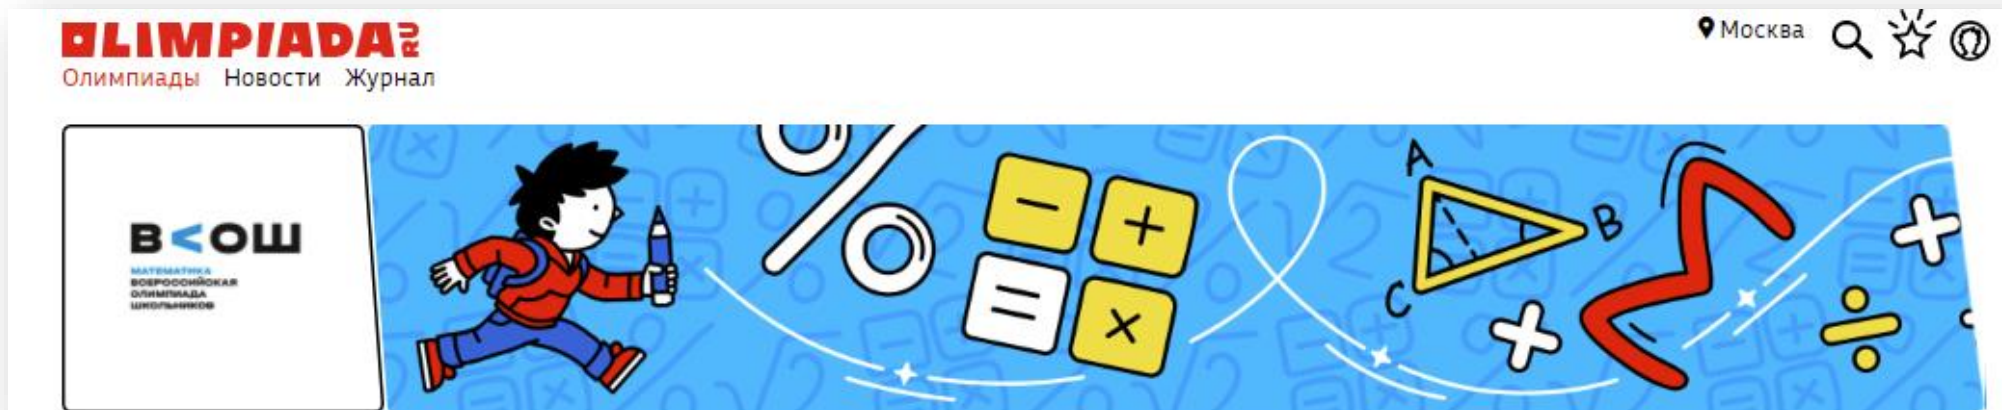 OLIMPIADA RU
Москва
Олимпиады Новости Журнал
ВСОШ
МАТЕМАТИКА
ВСЕРОССИЙСКАЯ
ОЛИМПИАДА
ШКОЛЬНИКОВ
% − + = ×
A
B
C